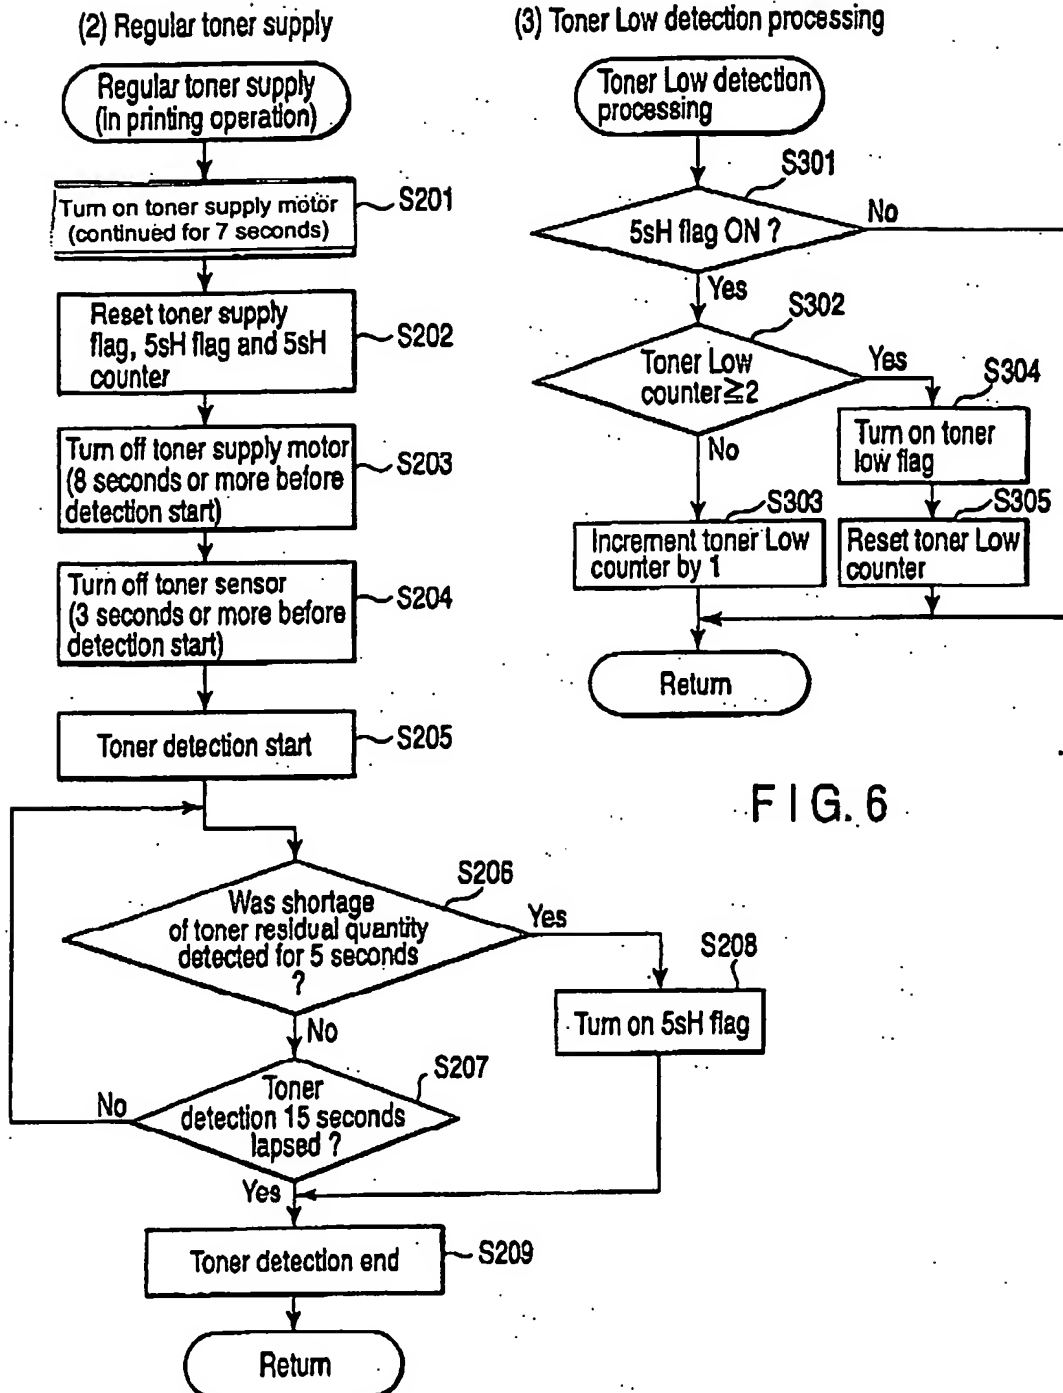 (2) Regular toner supply
Regular toner supply
(In printing operation)
Turn on toner supply motor
(continued for 7 seconds)
S201
Reset toner supply
flag, 5sH flag and 5sH
counter
S202
Turn off toner supply motor
(8 seconds or more before
detection start)
S203
Turn off toner sensor
(3 seconds or more before
detection start)
S204
Toner detection start
S205
Was shortage
of toner residual quantity
detected for 5 seconds
?
S206
Yes
No
S208
Turn on 5sH flag
Toner
detection 15 seconds
lapsed ?
S207
No
Yes
Toner detection end
S209
Return
(3) Toner Low detection processing
Toner Low detection
processing
S301
5sH flag ON ?
No
Yes
S302
Toner Low
counter≧2
Yes
No
S304
Turn on toner
low flag
S303
Increment toner Low
counter by 1
S305
Reset toner Low
counter
Return
FIG. 6